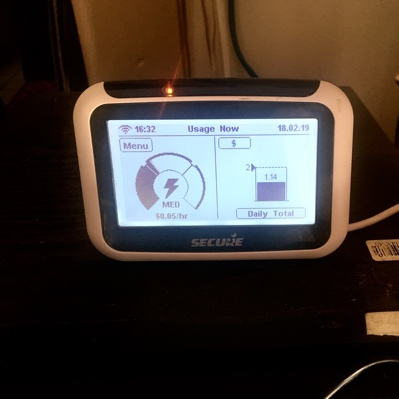 16:32 Usage Now 18.02.19
Menu $
2 1.14
MED
$0.05/hr
Daily Total
SECURE